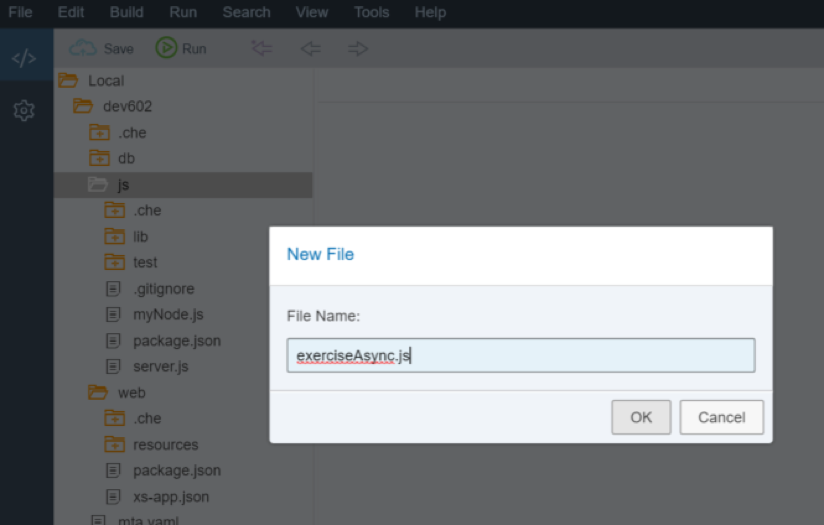 File Edit Build Run Search View Tools Help
Save Run
Local
dev602
.che
db
js
.che
lib
test
.gitignore
myNode.js
package.json
server.js
web
.che
resources
package.json
xs-app.json
mta.yaml
New File
File Name:
exerciseAsync.js
OK Cancel